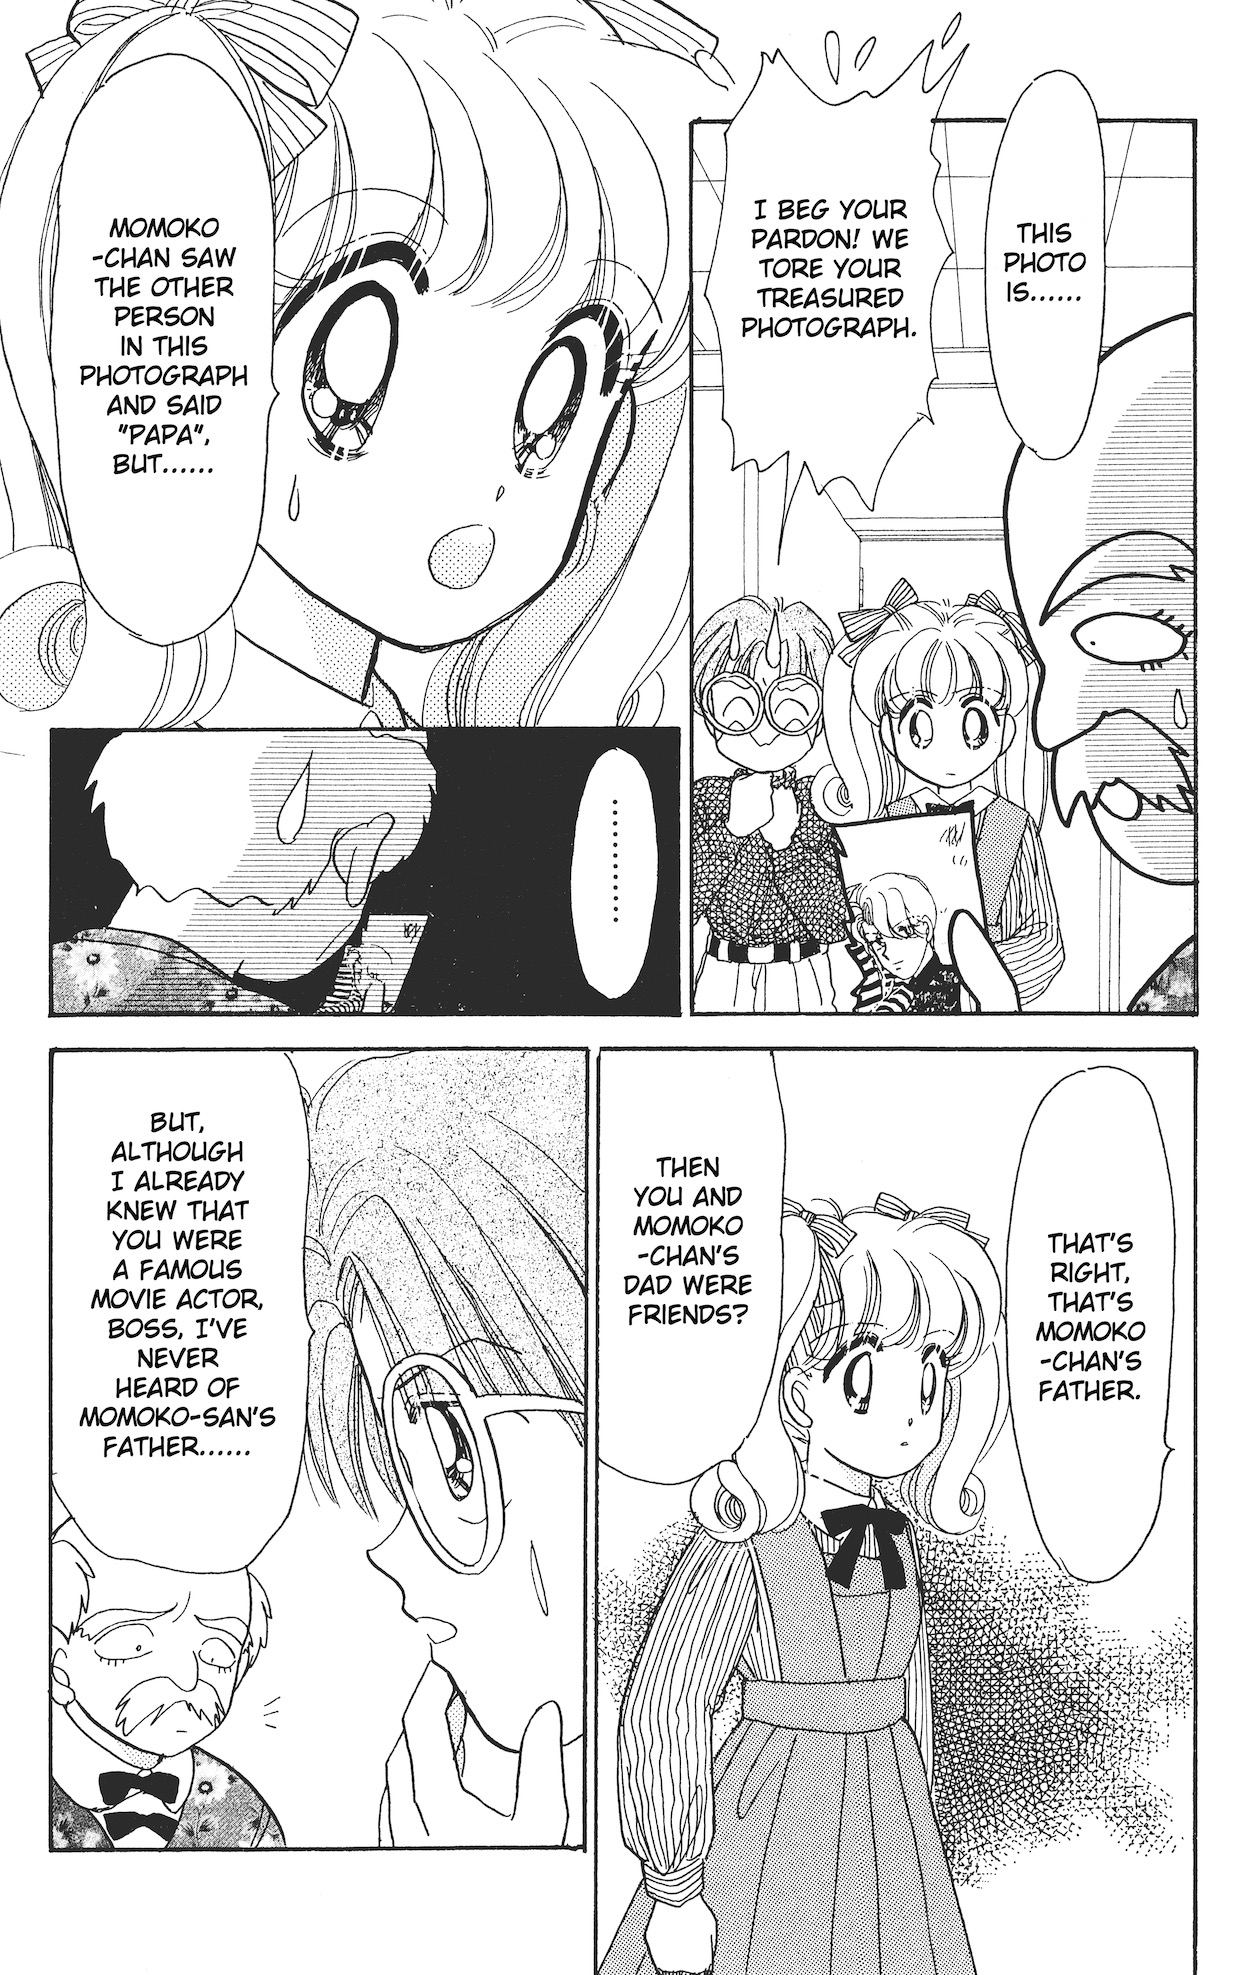 THIS
PHOTO
IS......
I BEG YOUR
PARDON! WE
TORE YOUR
TREASURED
PHOTOGRAPH.
MOMOKO
-CHAN SAW
THE OTHER
PERSON
IN THIS
PHOTOGRAPH
AND SAID
"PAPA",
BUT......
.........
THAT'S
RIGHT,
THAT'S
MOMOKO
-CHAN'S
FATHER.
THEN
YOU AND
MOMOKO
-CHAN'S
DAD WERE
FRIENDS?
BUT,
ALTHOUGH
I ALREADY
KNEW THAT
YOU WERE
A FAMOUS
MOVIE ACTOR,
BOSS, I'VE
NEVER
HEARD OF
MOMOKO-SAN'S
FATHER......